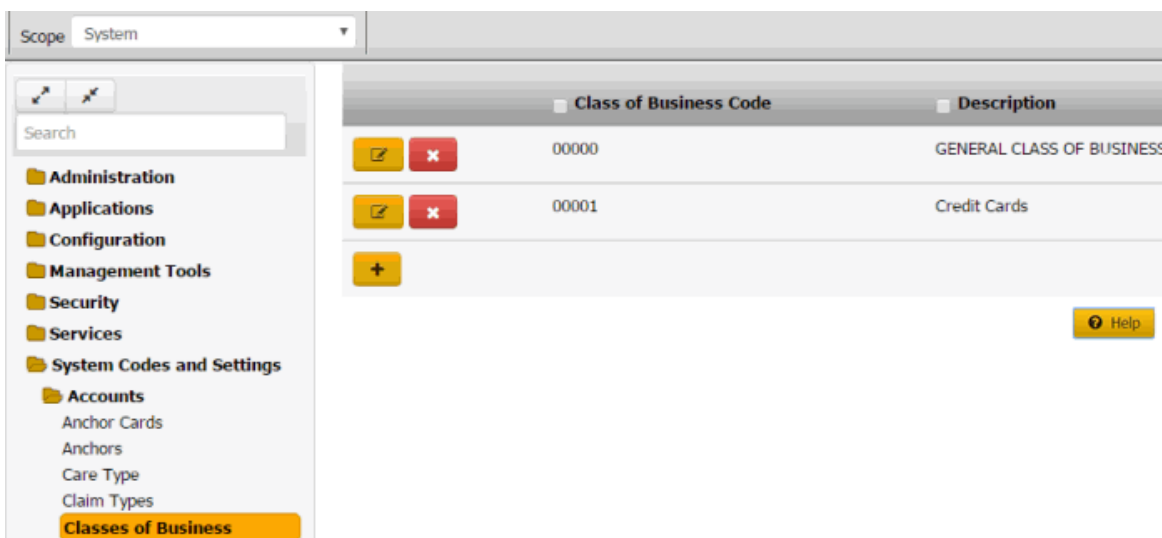 Scope System
Search
Administration
Applications
Configuration
Management Tools
Security
Services
System Codes and Settings
Accounts
Anchor Cards
Anchors
Care Type
Claim Types
Classes of Business
Class of Business Code Description
00000 GENERAL CLASS OF BUSINESS
00001 Credit Cards
Help